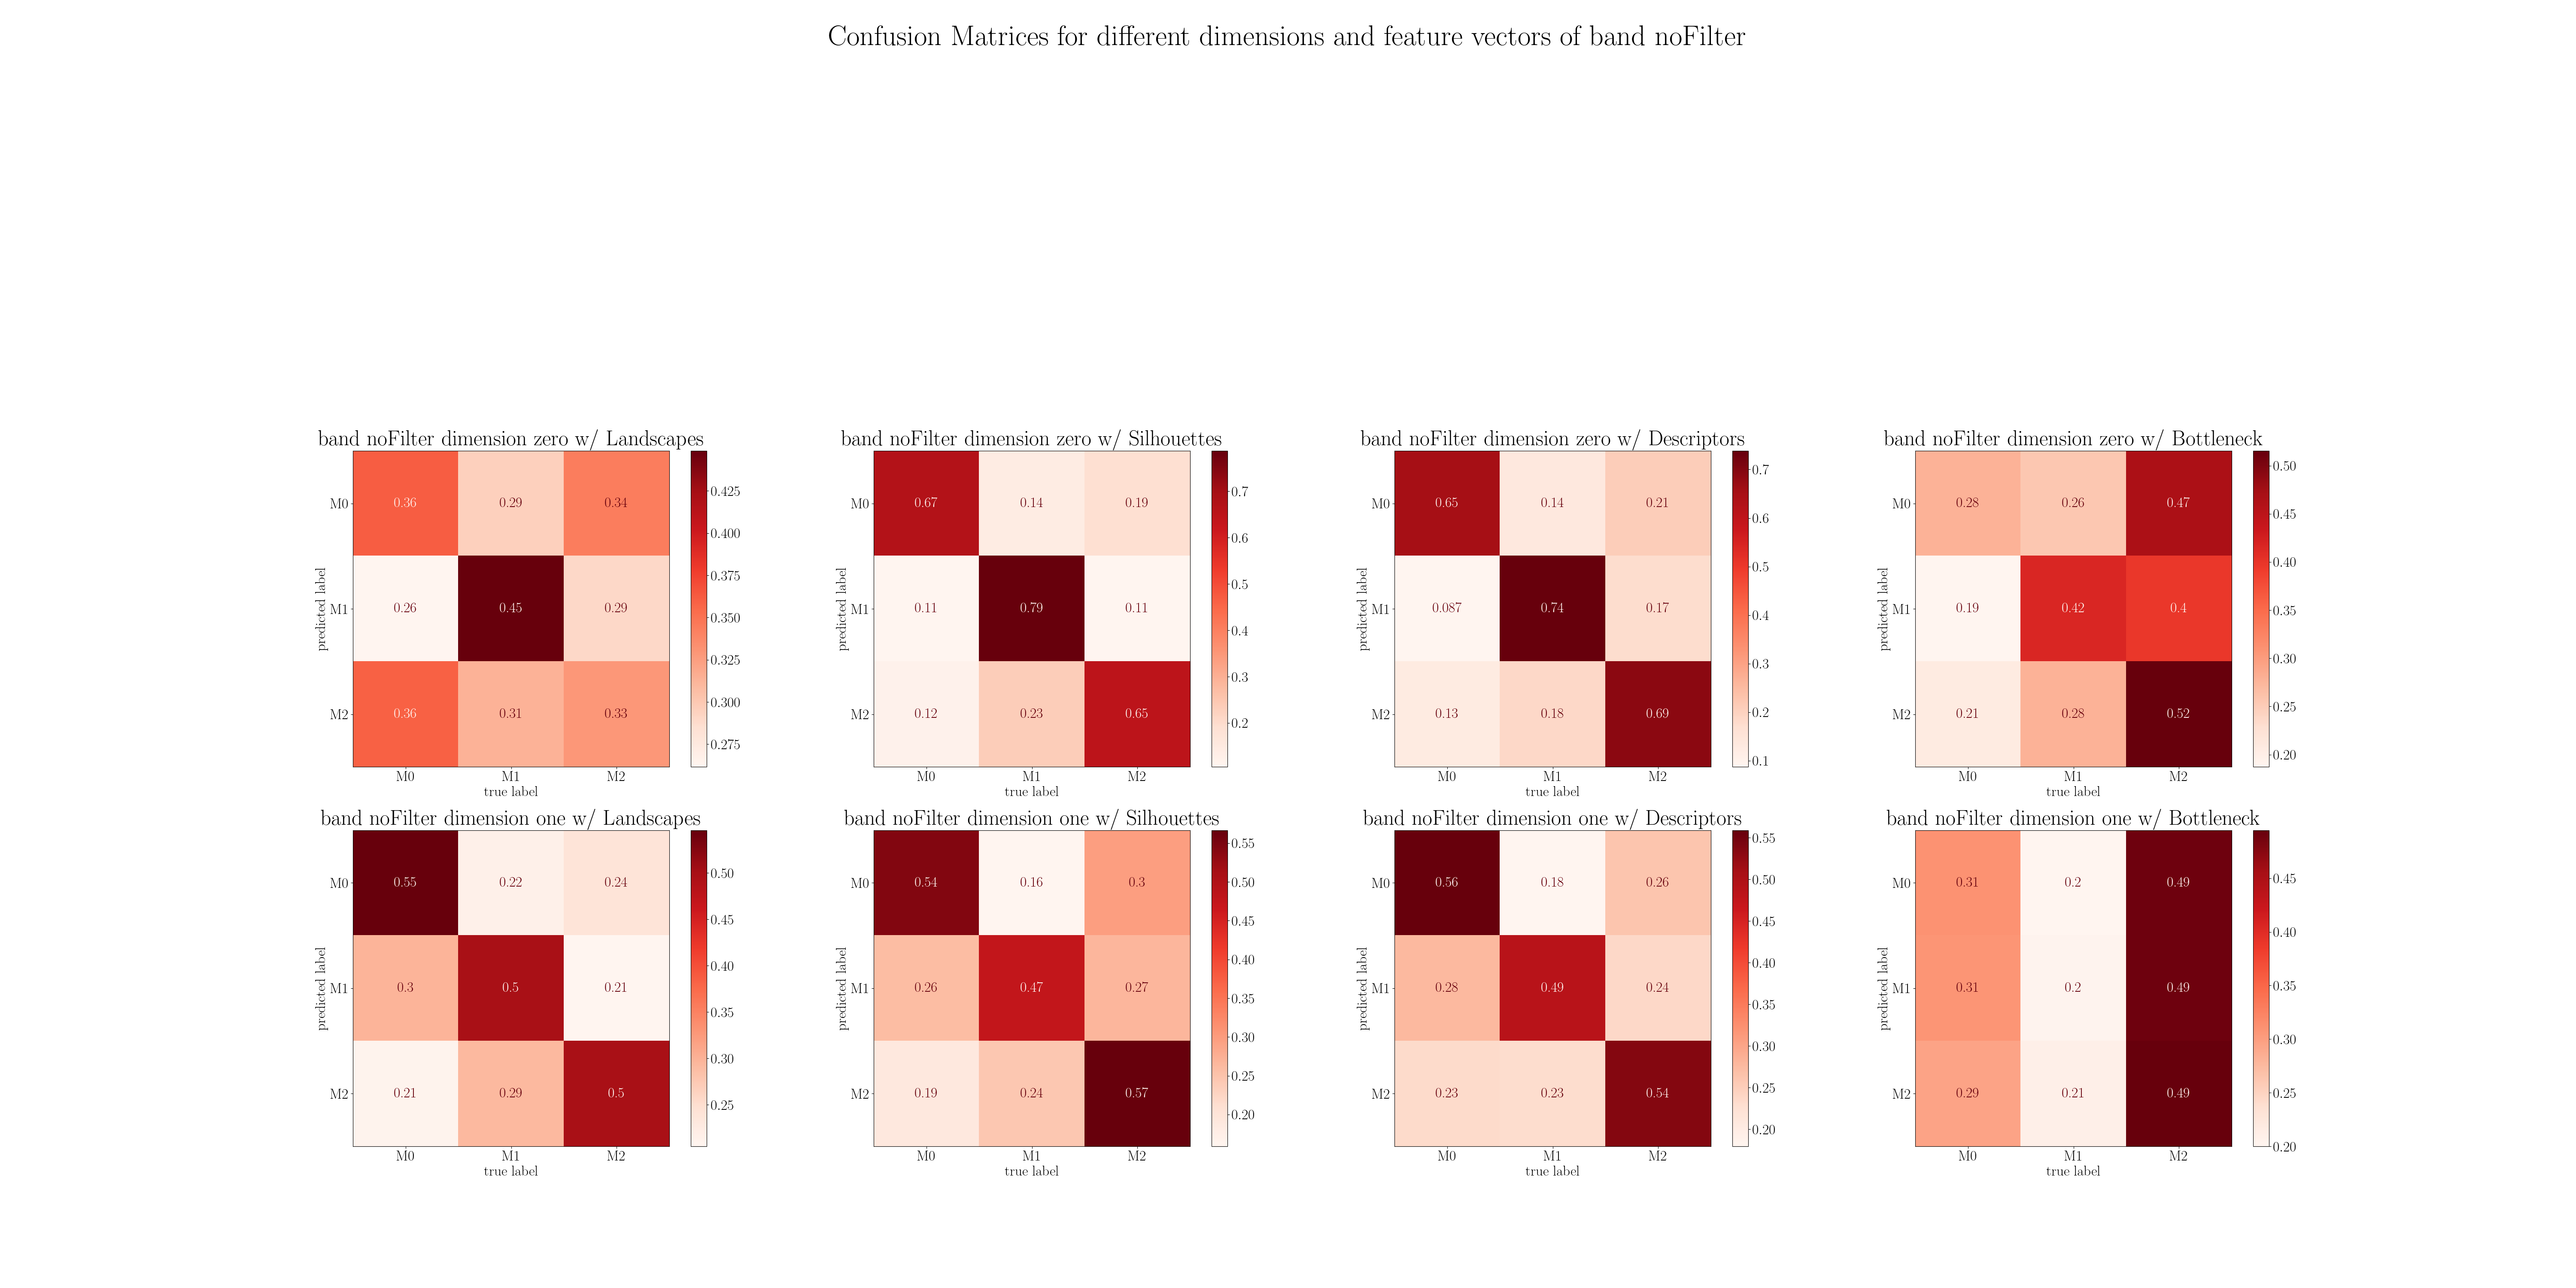 Confusion Matrices for different dimensions and feature vectors of band noFilter
band noFilter dimension zero w/ Landscapes
predicted label
M0 0.36 0.29 0.34
M1 0.26 0.45 0.29
M2 0.36 0.31 0.33
M0 M1 M2
true label
0.425
0.400
0.375
0.350
0.325
0.300
0.275
band noFilter dimension zero w/ Silhouettes
predicted label
M0 0.67 0.14 0.19
M1 0.11 0.79 0.11
M2 0.12 0.23 0.65
M0 M1 M2
true label
0.7
0.6
0.5
0.4
0.3
0.2
band noFilter dimension zero w/ Descriptors
predicted label
M0 0.65 0.14 0.21
M1 0.087 0.74 0.17
M2 0.13 0.18 0.69
M0 M1 M2
true label
0.7
0.6
0.5
0.4
0.3
0.2
0.1
band noFilter dimension zero w/ Bottleneck
predicted label
M0 0.28 0.26 0.47
M1 0.19 0.42 0.4
M2 0.21 0.28 0.52
M0 M1 M2
true label
0.50
0.45
0.40
0.35
0.30
0.25
0.20
band noFilter dimension one w/ Landscapes
predicted label
M0 0.55 0.22 0.24
M1 0.3 0.5 0.21
M2 0.21 0.29 0.5
M0 M1 M2
true label
0.50
0.45
0.40
0.35
0.30
0.25
band noFilter dimension one w/ Silhouettes
predicted label
M0 0.54 0.16 0.3
M1 0.26 0.47 0.27
M2 0.19 0.24 0.57
M0 M1 M2
true label
0.55
0.50
0.45
0.40
0.35
0.30
0.25
0.20
band noFilter dimension one w/ Descriptors
predicted label
M0 0.56 0.18 0.26
M1 0.28 0.49 0.24
M2 0.23 0.23 0.54
M0 M1 M2
true label
0.55
0.50
0.45
0.40
0.35
0.30
0.25
0.20
band noFilter dimension one w/ Bottleneck
predicted label
M0 0.31 0.2 0.49
M1 0.31 0.2 0.49
M2 0.29 0.21 0.49
M0 M1 M2
true label
0.45
0.40
0.35
0.30
0.25
0.20